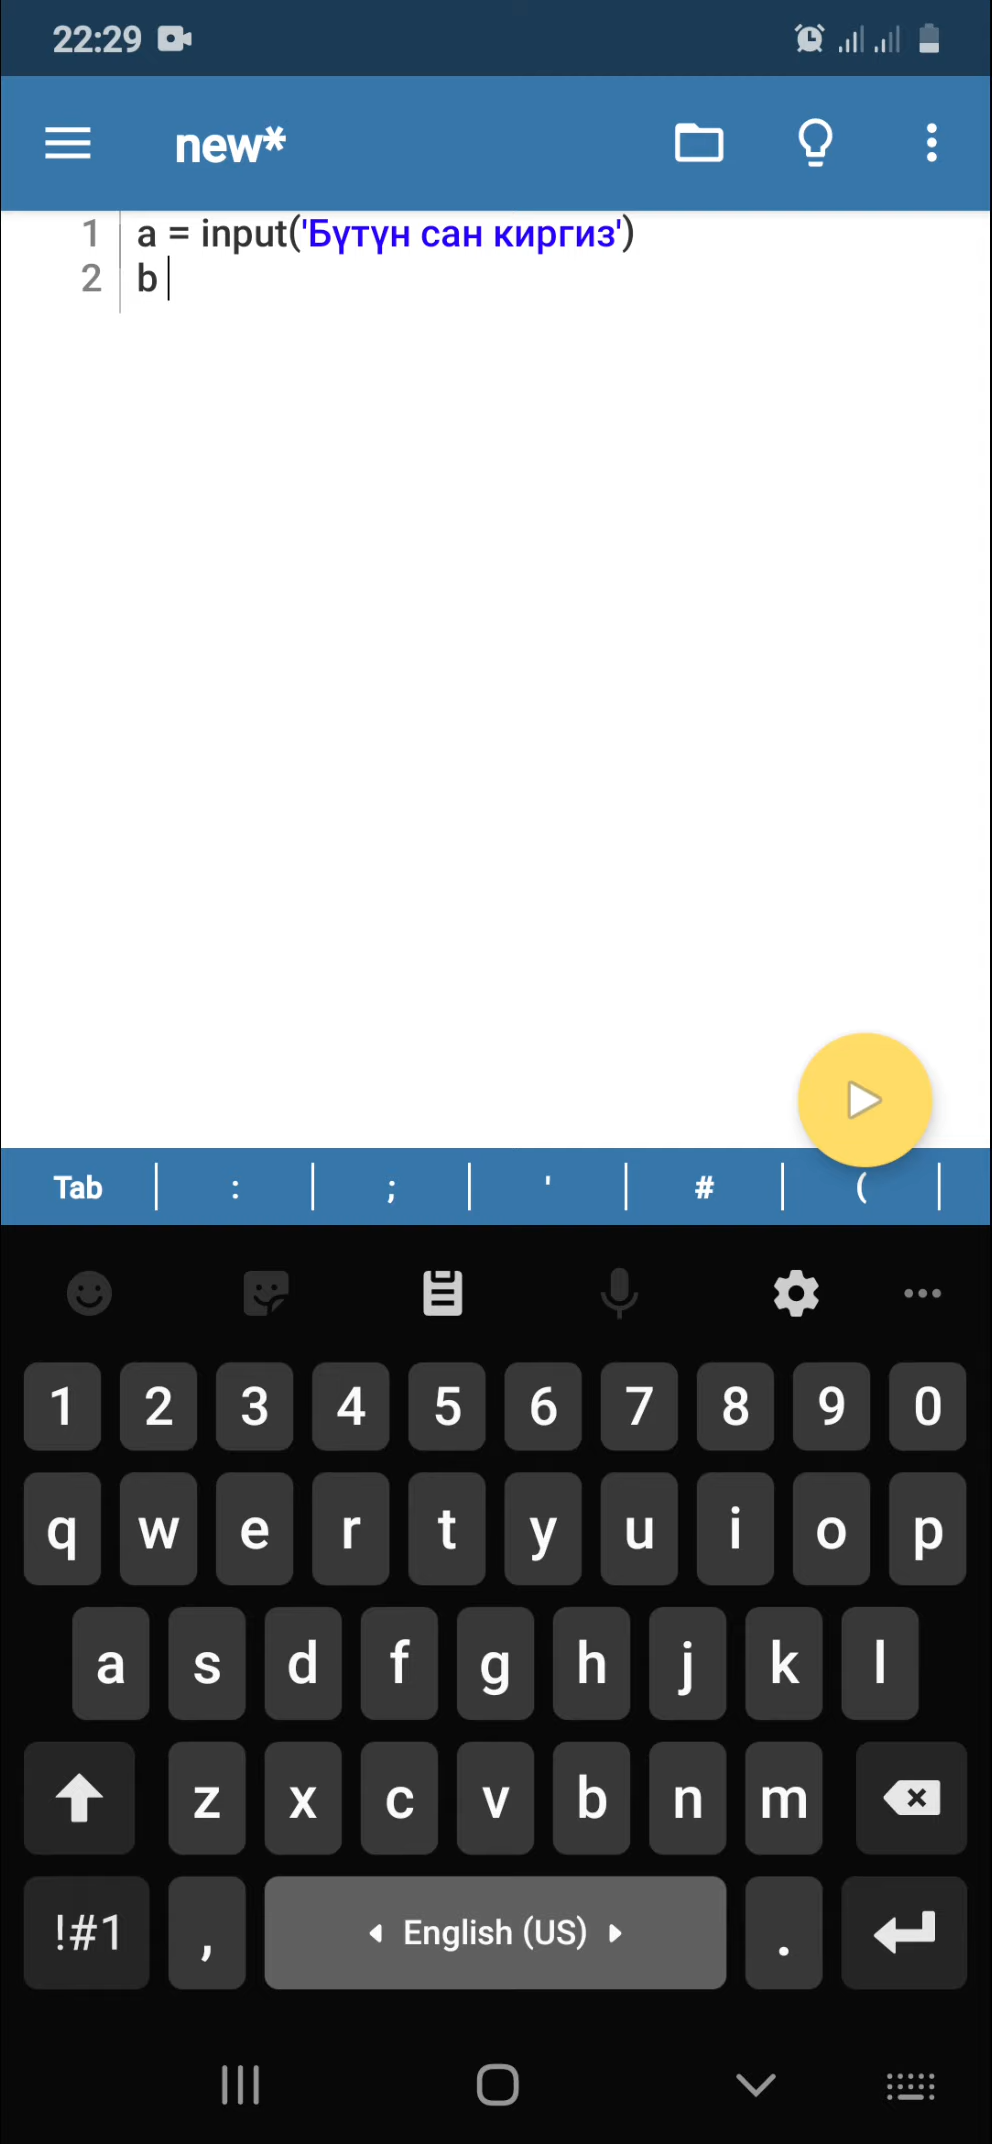 22:29
new*
1 a = input('Бүтүн сан киргиз')
2 b
Tab : ; ' # (
1 2 3 4 5 6 7 8 9 0
q w e r t y u i o p
a s d f g h j k l
z x c v b n m
!#1 , English (US) .